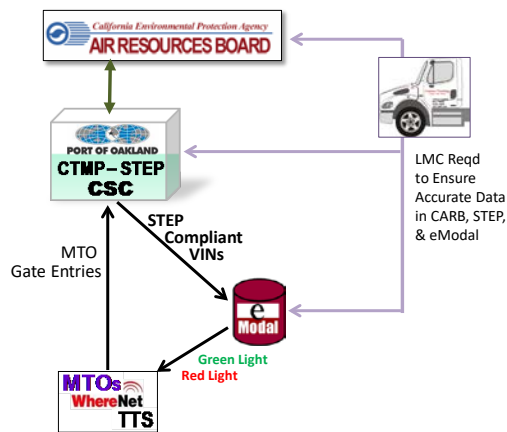 California Environmental Protection Agency
AIR RESOURCES BOARD
PORT OF OAKLAND
CTMP-STEP
CSC
LMC Reqd
to Ensure
Accurate Data
in CARB, STEP,
& eModal
STEP
Compliant
VINs
MTO
Gate Entries
e
Modal
Green Light
Red Light
MTOs
WhereNet
TTS